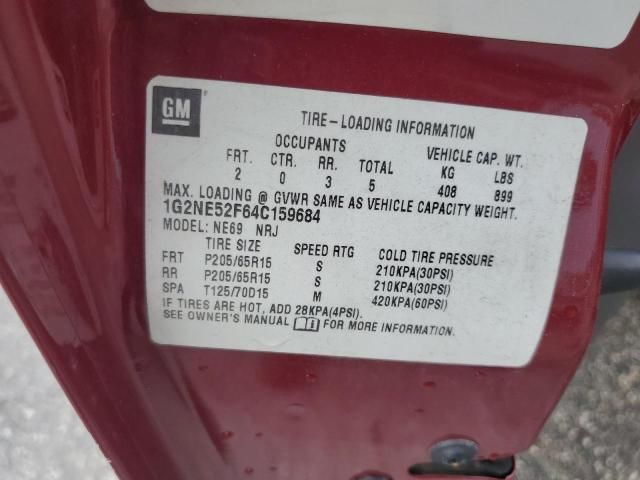 GM
TIRE-LOADING INFORMATION
OCCUPANTS VEHICLE CAP. WT.
FRT. CTR. RR. TOTAL KG LBS
2 0 3 5 408 899
MAX. LOADING @ GVWR SAME AS VEHICLE CAPACITY WEIGHT.
1G2NE52F64C159684
MODEL: NE69 NRJ
TIRE SIZE SPEED RTG COLD TIRE PRESSURE
FRT P205/65R15 S 210KPA(30PSI)
RR P205/65R15 S 210KPA(30PSI)
SPA T125/70D15 M 420KPA(60PSI)
IF TIRES ARE HOT, ADD 28KPA(4PSI).
SEE OWNER'S MANUAL FOR MORE INFORMATION.